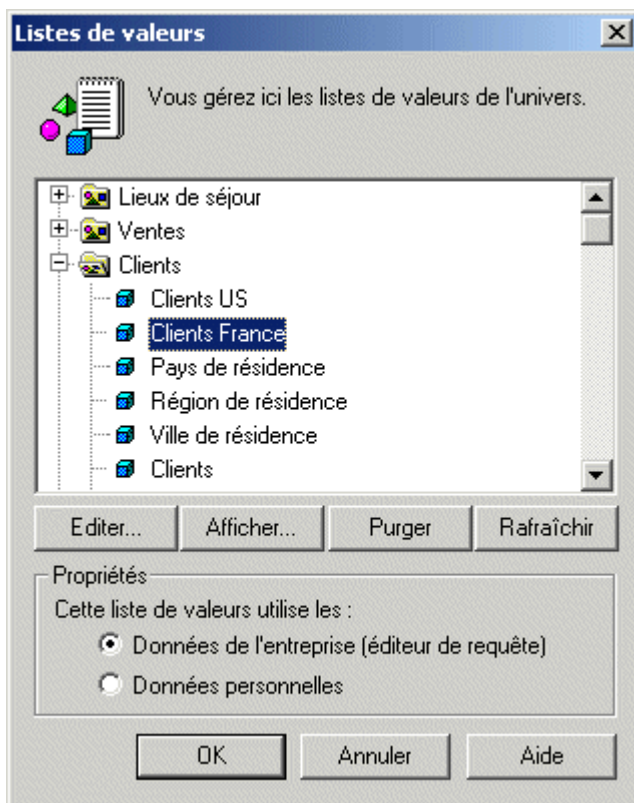 Listes de valeurs
Vous gérez ici les listes de valeurs de l'univers.
Lieux de séjour
Ventes
Clients
Clients US
Clients France
Pays de résidence
Région de résidence
Ville de résidence
Clients
Editer... Afficher... Purger Rafraîchir
Propriétés
Cette liste de valeurs utilise les :
Données de l'entreprise (éditeur de requête)
Données personnelles
OK Annuler Aide